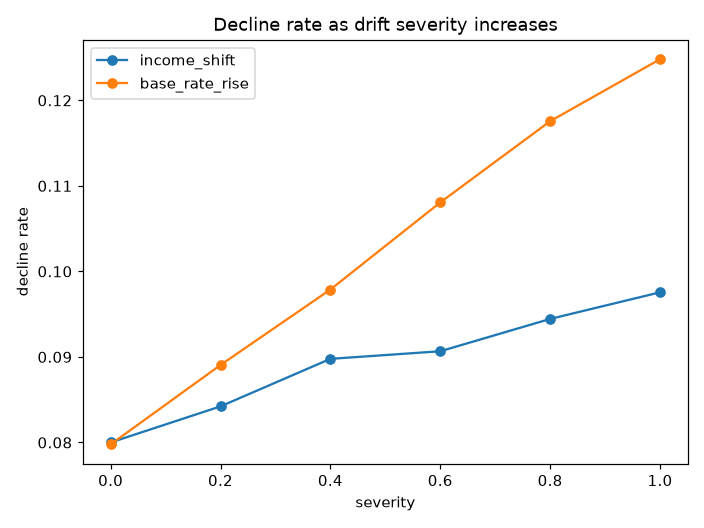 Decline rate as drift severity increases
income_shift
base_rate_rise
decline rate
0.12
0.11
0.10
0.09
0.08
0.0 0.2 0.4 0.6 0.8 1.0
severity